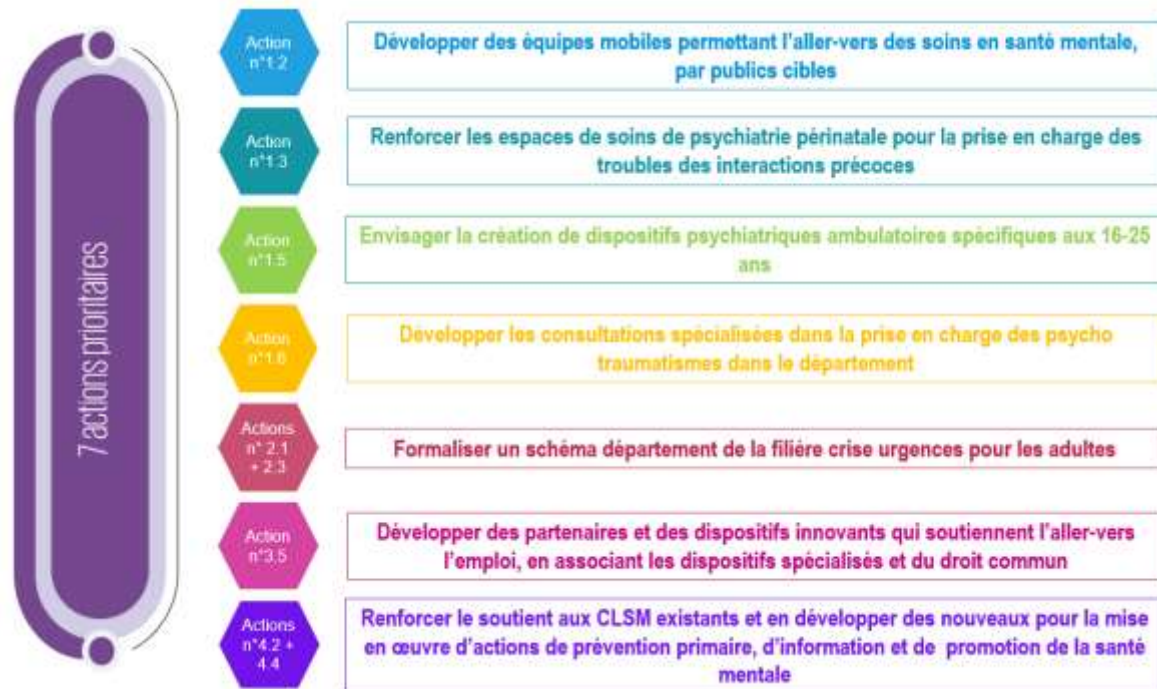 7 actions prioritaires
Action
n°1.2
Développer des équipes mobiles permettant l'aller-vers des soins en santé mentale,
par publics cibles
Action
n°1.3
Renforcer les espaces de soins de psychiatrie périnatale pour la prise en charge des
troubles des interactions précoces
Action
n°1.5
Envisager la création de dispositifs psychiatriques ambulatoires spécifiques aux 16-25
ans
Action
n°1.6
Développer les consultations spécialisées dans la prise en charge des psycho
traumatismes dans le département
Actions
n° 2.1
+ 2.3
Formaliser un schéma département de la filière crise urgences pour les adultes
Action
n°3.5
Développer des partenaires et des dispositifs innovants qui soutiennent l'aller-vers
l'emploi, en associant les dispositifs spécialisés et du droit commun
Actions
n°4.2 +
4.4
Renforcer le soutient aux CLSM existants et en développer des nouveaux pour la mise
en œuvre d'actions de prévention primaire, d'information et de promotion de la santé
mentale